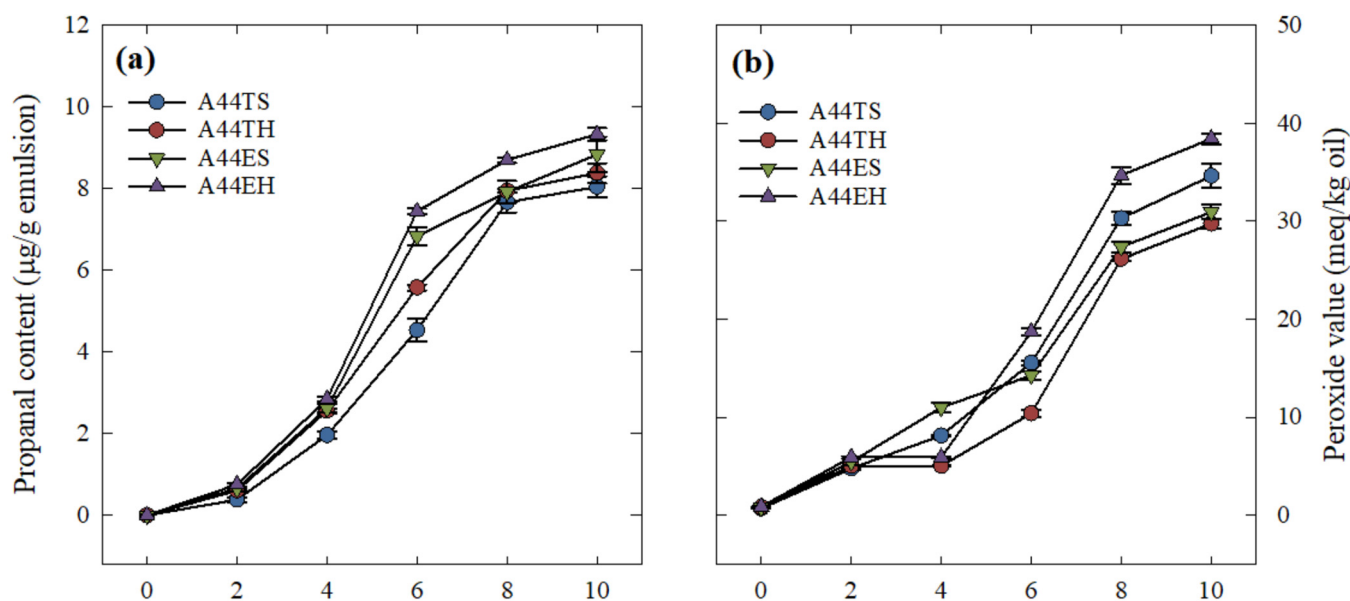 (a)
A44TS
A44TH
A44ES
A44EH
Propanal content (µg/g emulsion)
12
10
8
6
4
2
0
0 2 4 6 8 10
(b)
A44TS
A44TH
A44ES
A44EH
50
40
30
20
10
0
Peroxide value (meq/kg oil)
0 2 4 6 8 10